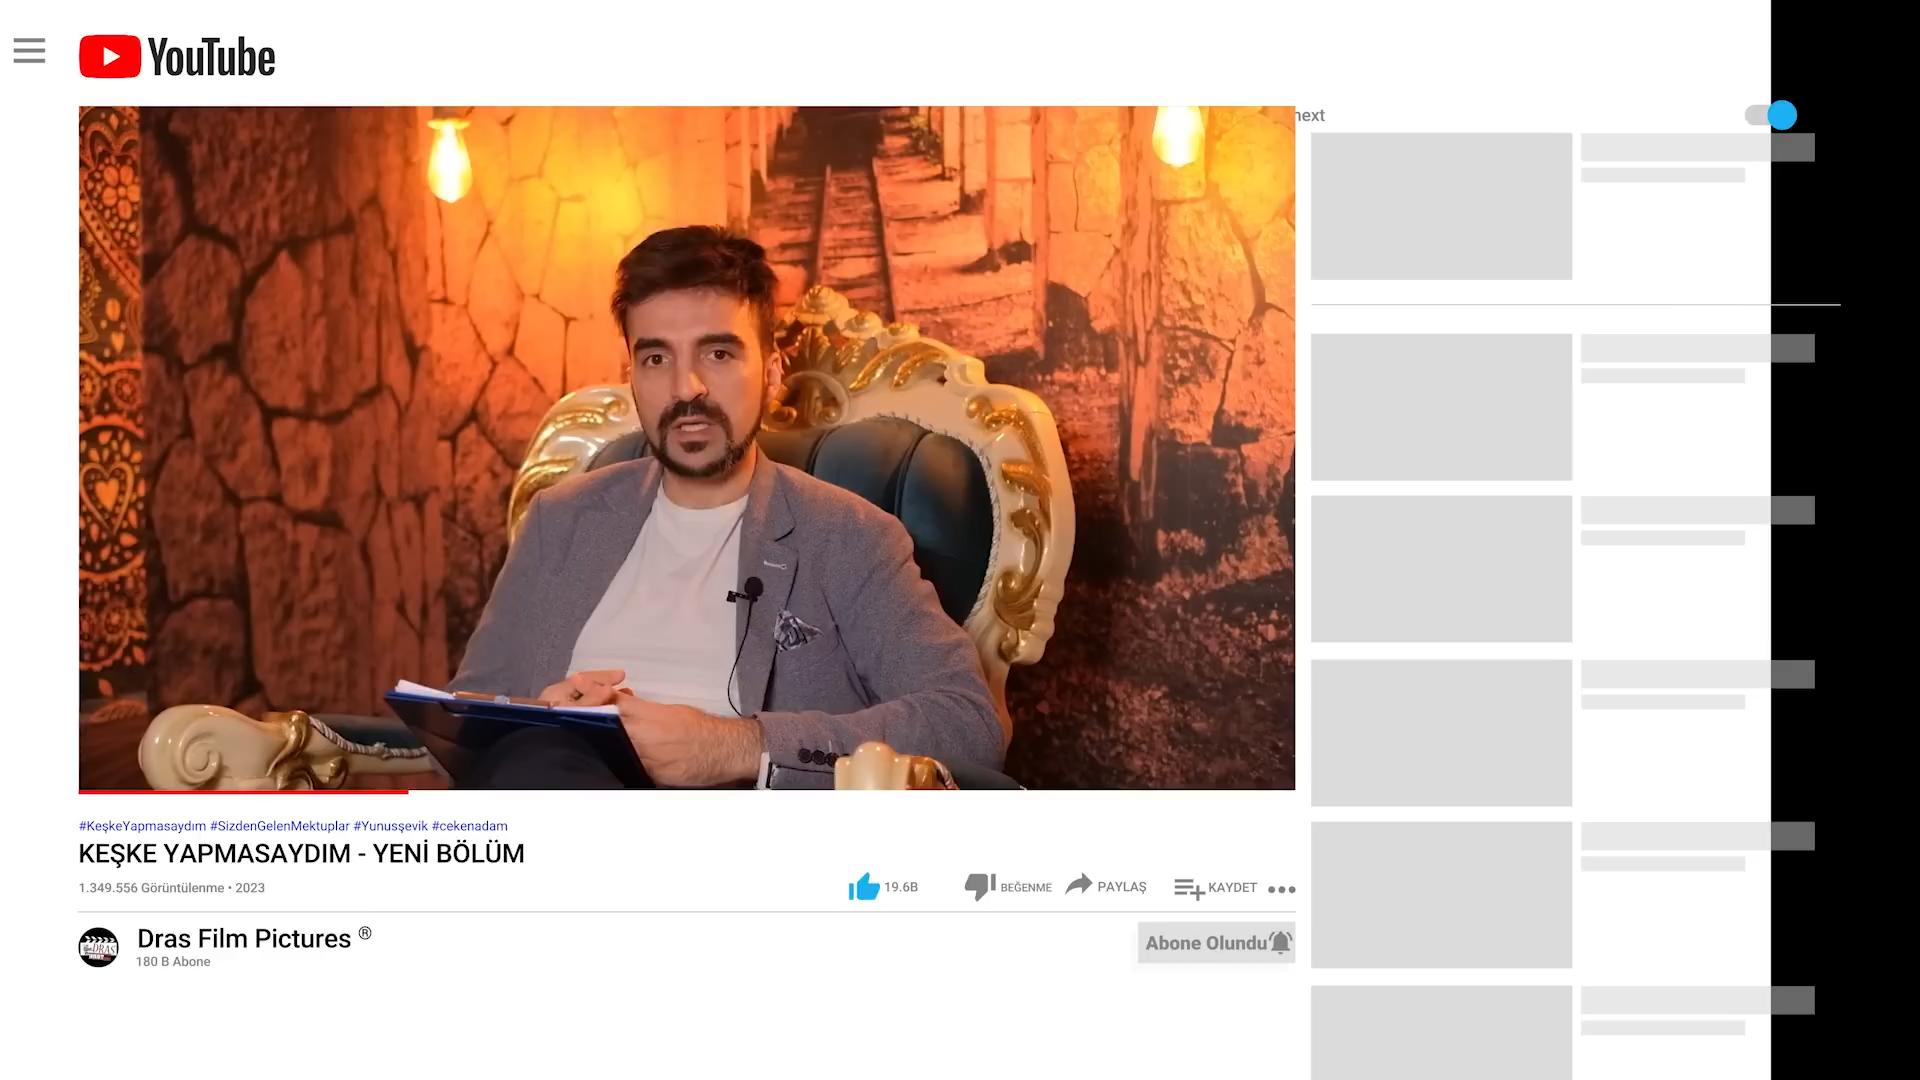 YouTube
next
#KeşkeYapmasaydım #SizdenGelenMektuplar #Yunusşevik #cekenadam
KEŞKE YAPMASAYDIM - YENİ BÖLÜM
1.349.556 Görüntülenme • 2023
19.6B
BEĞENME
PAYLAŞ
KAYDET
Dras Film Pictures ®
180 B Abone
Abone Olundu